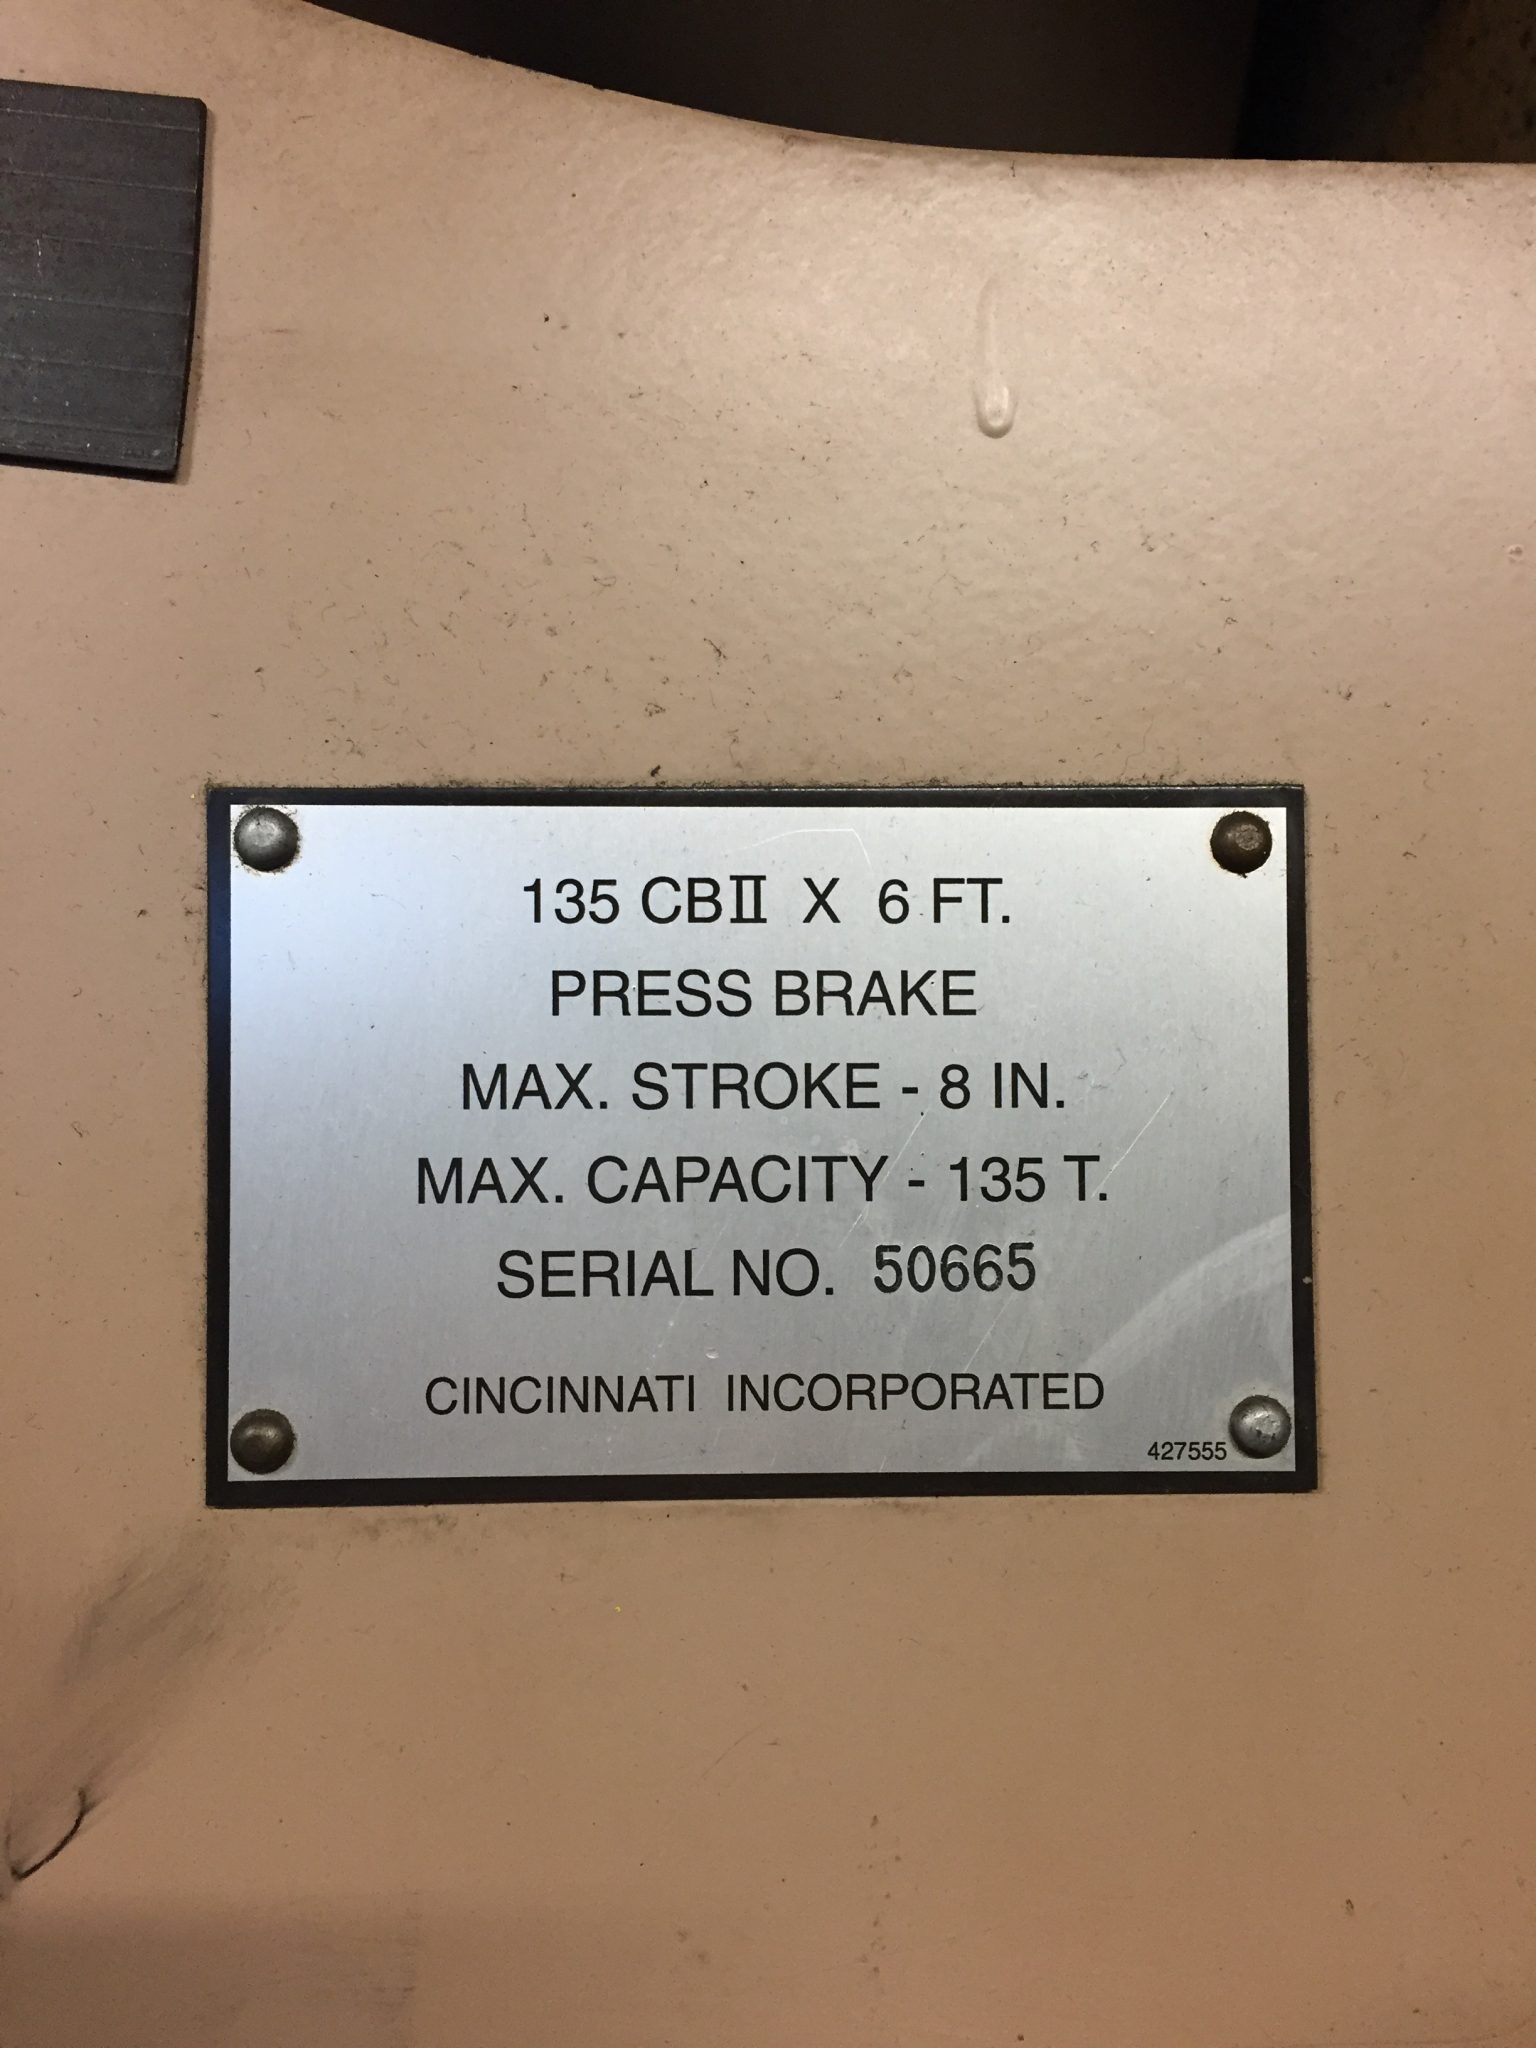 135 CBII X 6 FT.
PRESS BRAKE
MAX. STROKE - 8 IN.
MAX. CAPACITY - 135 T.
SERIAL NO. 50665
CINCINNATI INCORPORATED
427555